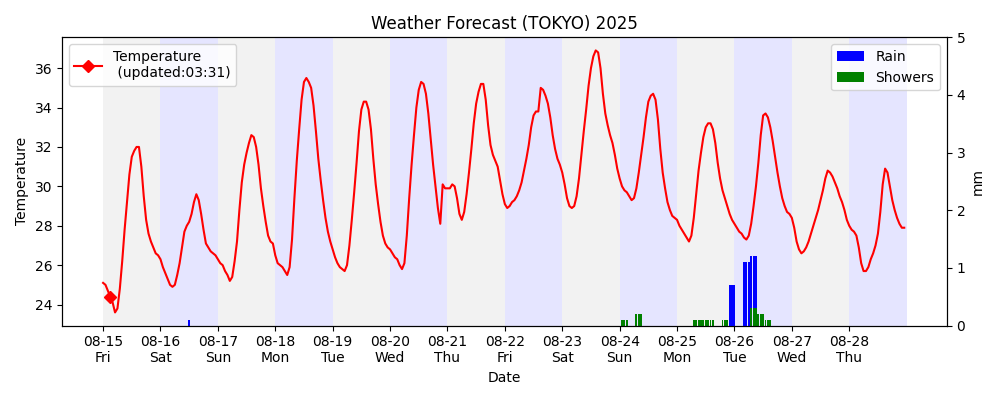 Weather Forecast (TOKYO) 2025
Temperature
(updated:03:31)
Rain
Showers
Temperature
36
34
32
30
28
26
24
5
4
3
2
1
0
mm
08-15 08-16 08-17 08-18 08-19 08-20 08-21 08-22 08-23 08-24 08-25 08-26 08-27 08-28
Fri Sat Sun Mon Tue Wed Thu Fri Sat Sun Mon Tue Wed Thu
Date